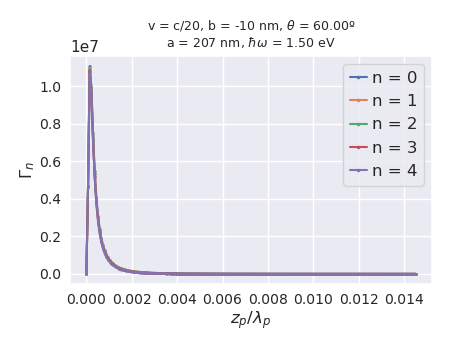 v = c/20, b = -10 nm, θ = 60.00º
a = 207 nm, ℏω = 1.50 eV
1e7
n = 0
n = 1
n = 2
n = 3
n = 4
1.0
0.8
0.6
0.4
0.2
0.0
Γn
0.000 0.002 0.004 0.006 0.008 0.010 0.012 0.014
zp/λp